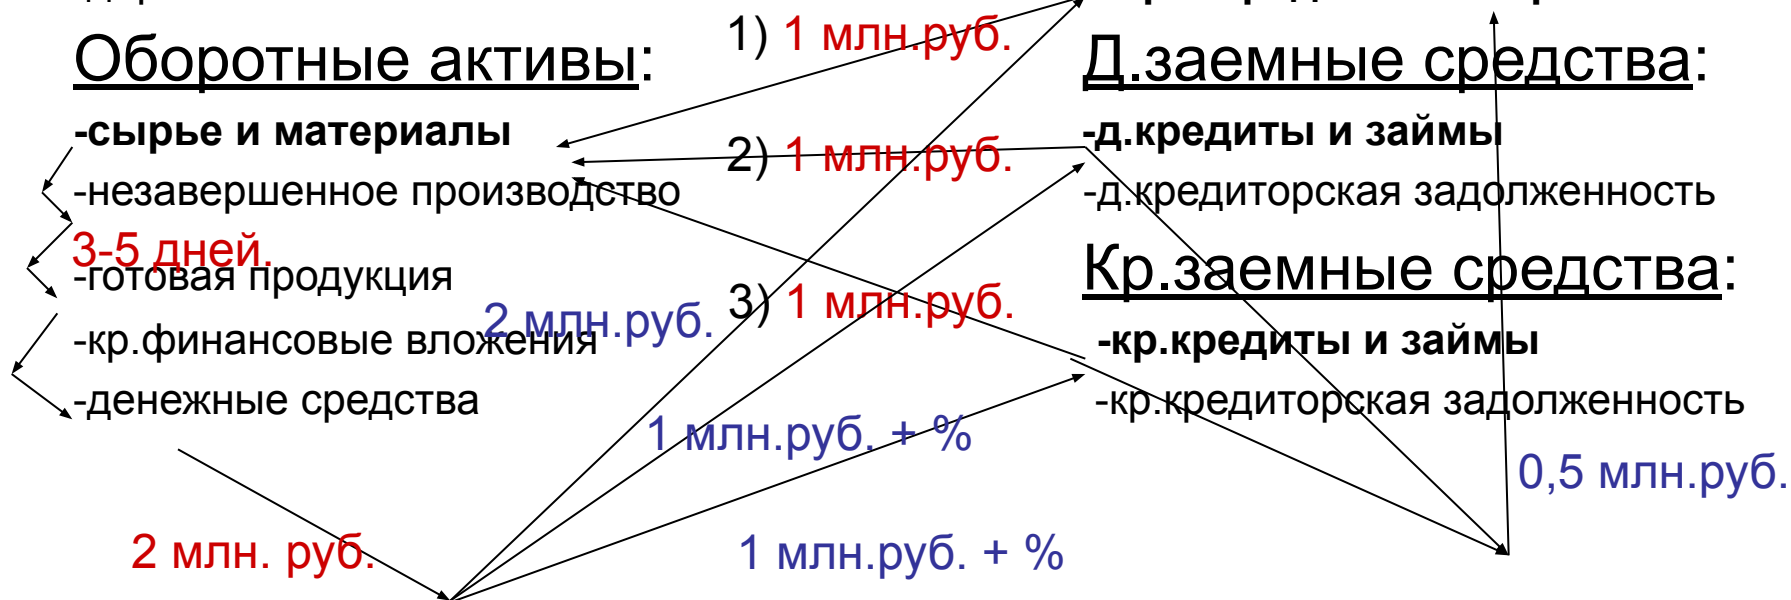 Оборотные активы:
-сырье и материалы
-незавершенное производство
3-5 дней.
-готовая продукция
-кр.финансовые вложения
-денежные средства
2 млн. руб.
1) 1 млн.руб.
2) 1 млн.руб.
3) 1 млн.руб.
2 млн.руб.
1 млн.руб. + %
1 млн.руб. + %
Д.заемные средства:
-д.кредиты и займы
-д.кредиторская задолженность
Кр.заемные средства:
-кр.кредиты и займы
-кр.кредиторская задолженность
0,5 млн.руб.